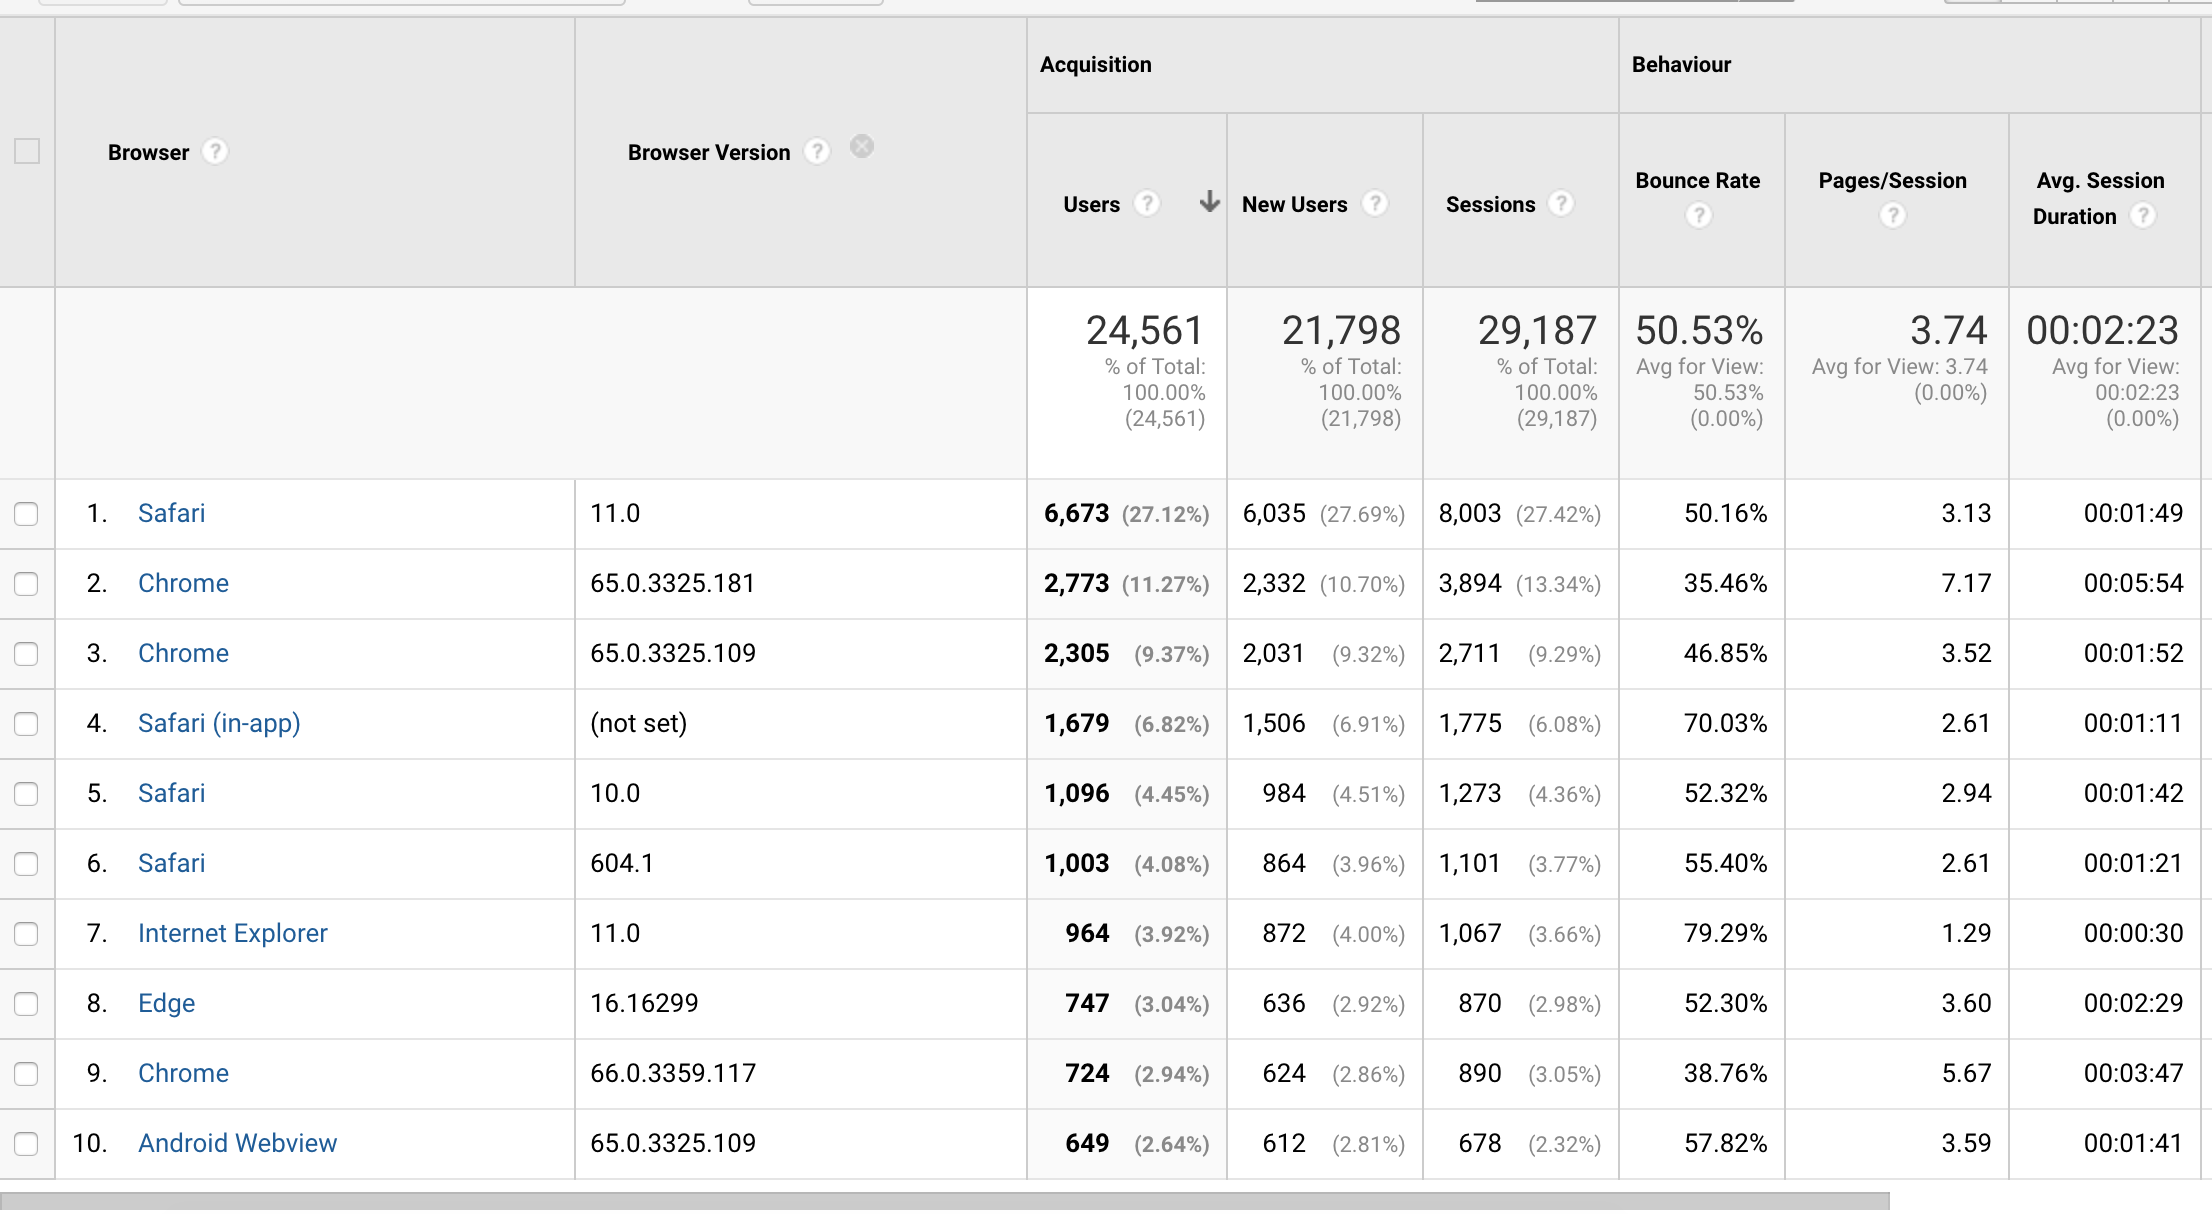 Acquisition Behaviour
Browser ? Browser Version ?
Users ? New Users ? Sessions ? Bounce Rate ? Pages/Session ? Avg. Session Duration ?
24,561 21,798 29,187 50.53% 3.74 00:02:23
% of Total: % of Total: % of Total: Avg for View: Avg for View: 3.74 Avg for View:
100.00% 100.00% 100.00% 50.53% (0.00%) 00:02:23
(24,561) (21,798) (29,187) (0.00%) (0.00%)
1. Safari 11.0 6,673 (27.12%) 6,035 (27.69%) 8,003 (27.42%) 50.16% 3.13 00:01:49
2. Chrome 65.0.3325.181 2,773 (11.27%) 2,332 (10.70%) 3,894 (13.34%) 35.46% 7.17 00:05:54
3. Chrome 65.0.3325.109 2,305 (9.37%) 2,031 (9.32%) 2,711 (9.29%) 46.85% 3.52 00:01:52
4. Safari (in-app) (not set) 1,679 (6.82%) 1,506 (6.91%) 1,775 (6.08%) 70.03% 2.61 00:01:11
5. Safari 10.0 1,096 (4.45%) 984 (4.51%) 1,273 (4.36%) 52.32% 2.94 00:01:42
6. Safari 604.1 1,003 (4.08%) 864 (3.96%) 1,101 (3.77%) 55.40% 2.61 00:01:21
7. Internet Explorer 11.0 964 (3.92%) 872 (4.00%) 1,067 (3.66%) 79.29% 1.29 00:00:30
8. Edge 16.16299 747 (3.04%) 636 (2.92%) 870 (2.98%) 52.30% 3.60 00:02:29
9. Chrome 66.0.3359.117 724 (2.94%) 624 (2.86%) 890 (3.05%) 38.76% 5.67 00:03:47
10. Android Webview 65.0.3325.109 649 (2.64%) 612 (2.81%) 678 (2.32%) 57.82% 3.59 00:01:41